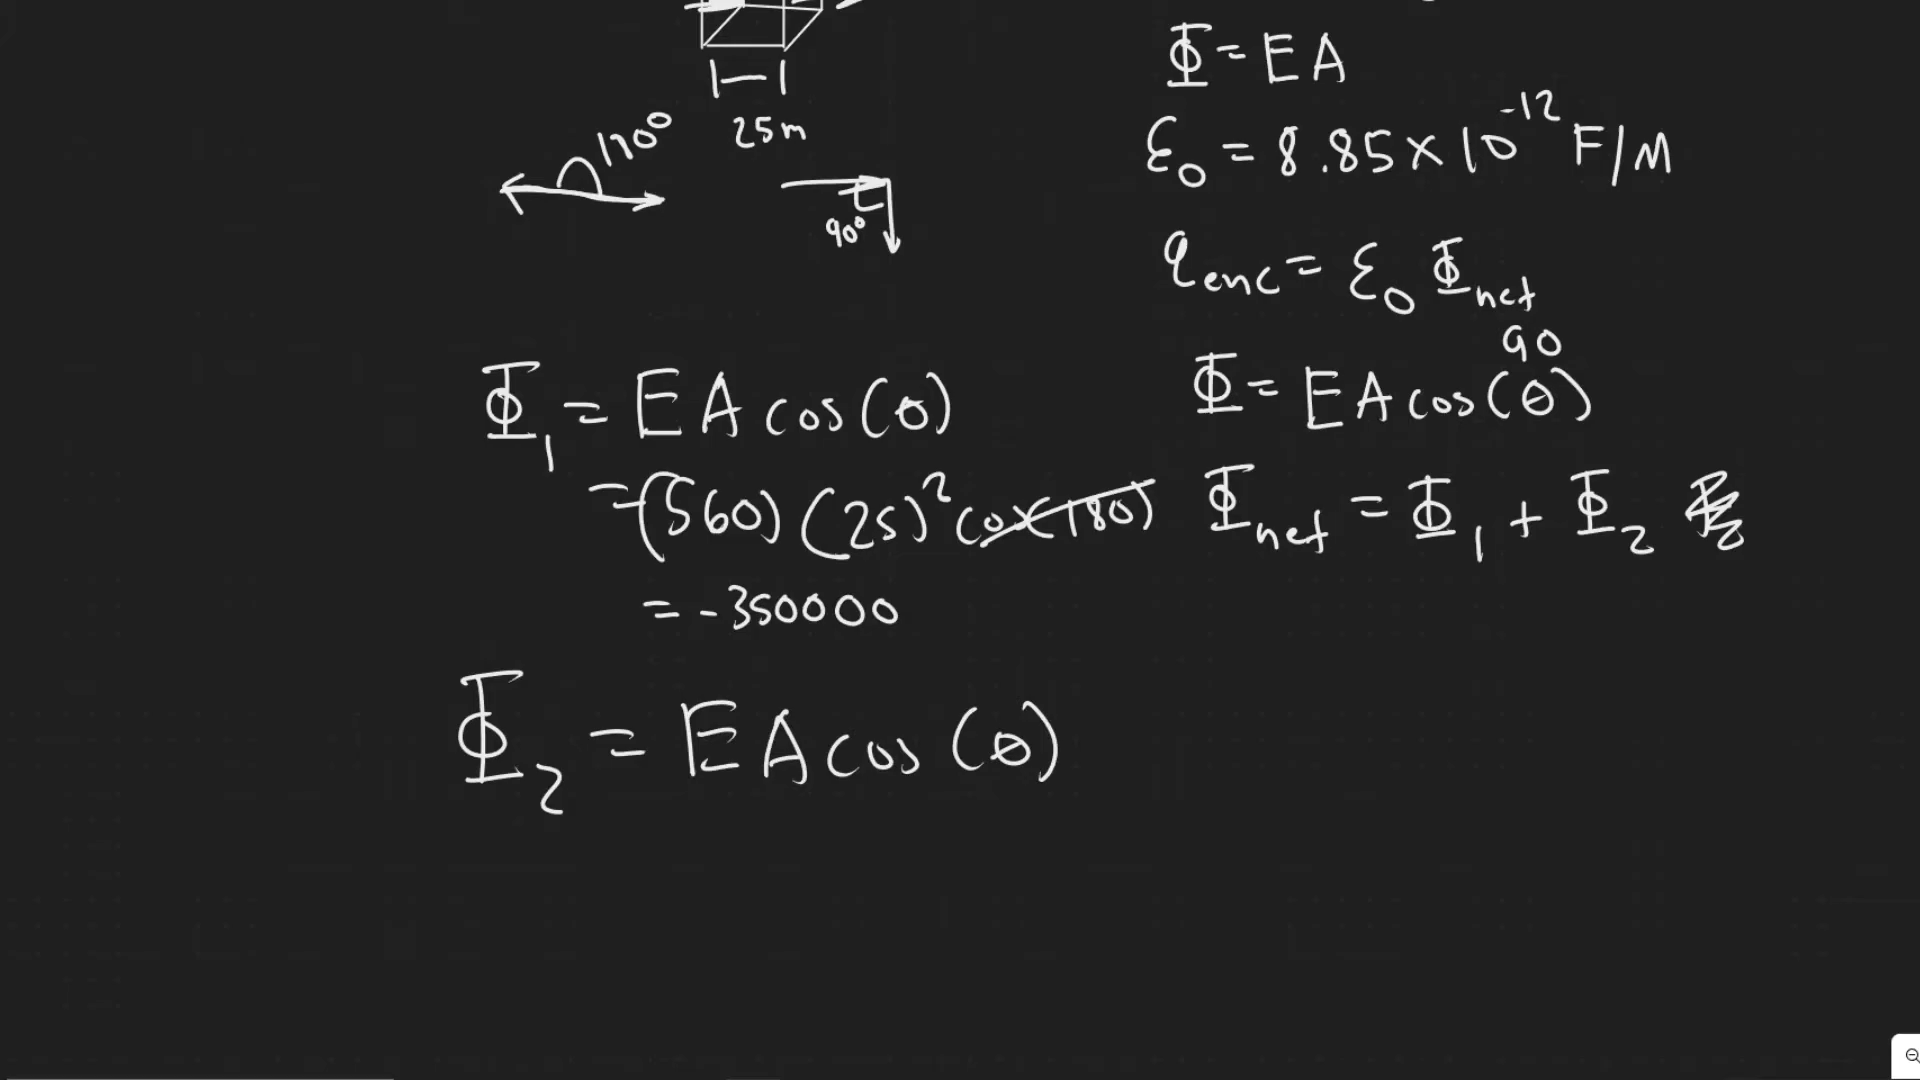 25m
170°
90°
Φ = EA
ε₀ = 8.85×10⁻¹² F/M
q_enc = ε₀ Φ_net
90
Φ = EA cos(θ)
Φ_net = Φ₁ + Φ₂
Φ₁ = EA cos(θ)
= (560)(25)² cos(180)
= -350000
Φ₂ = EA cos(θ)